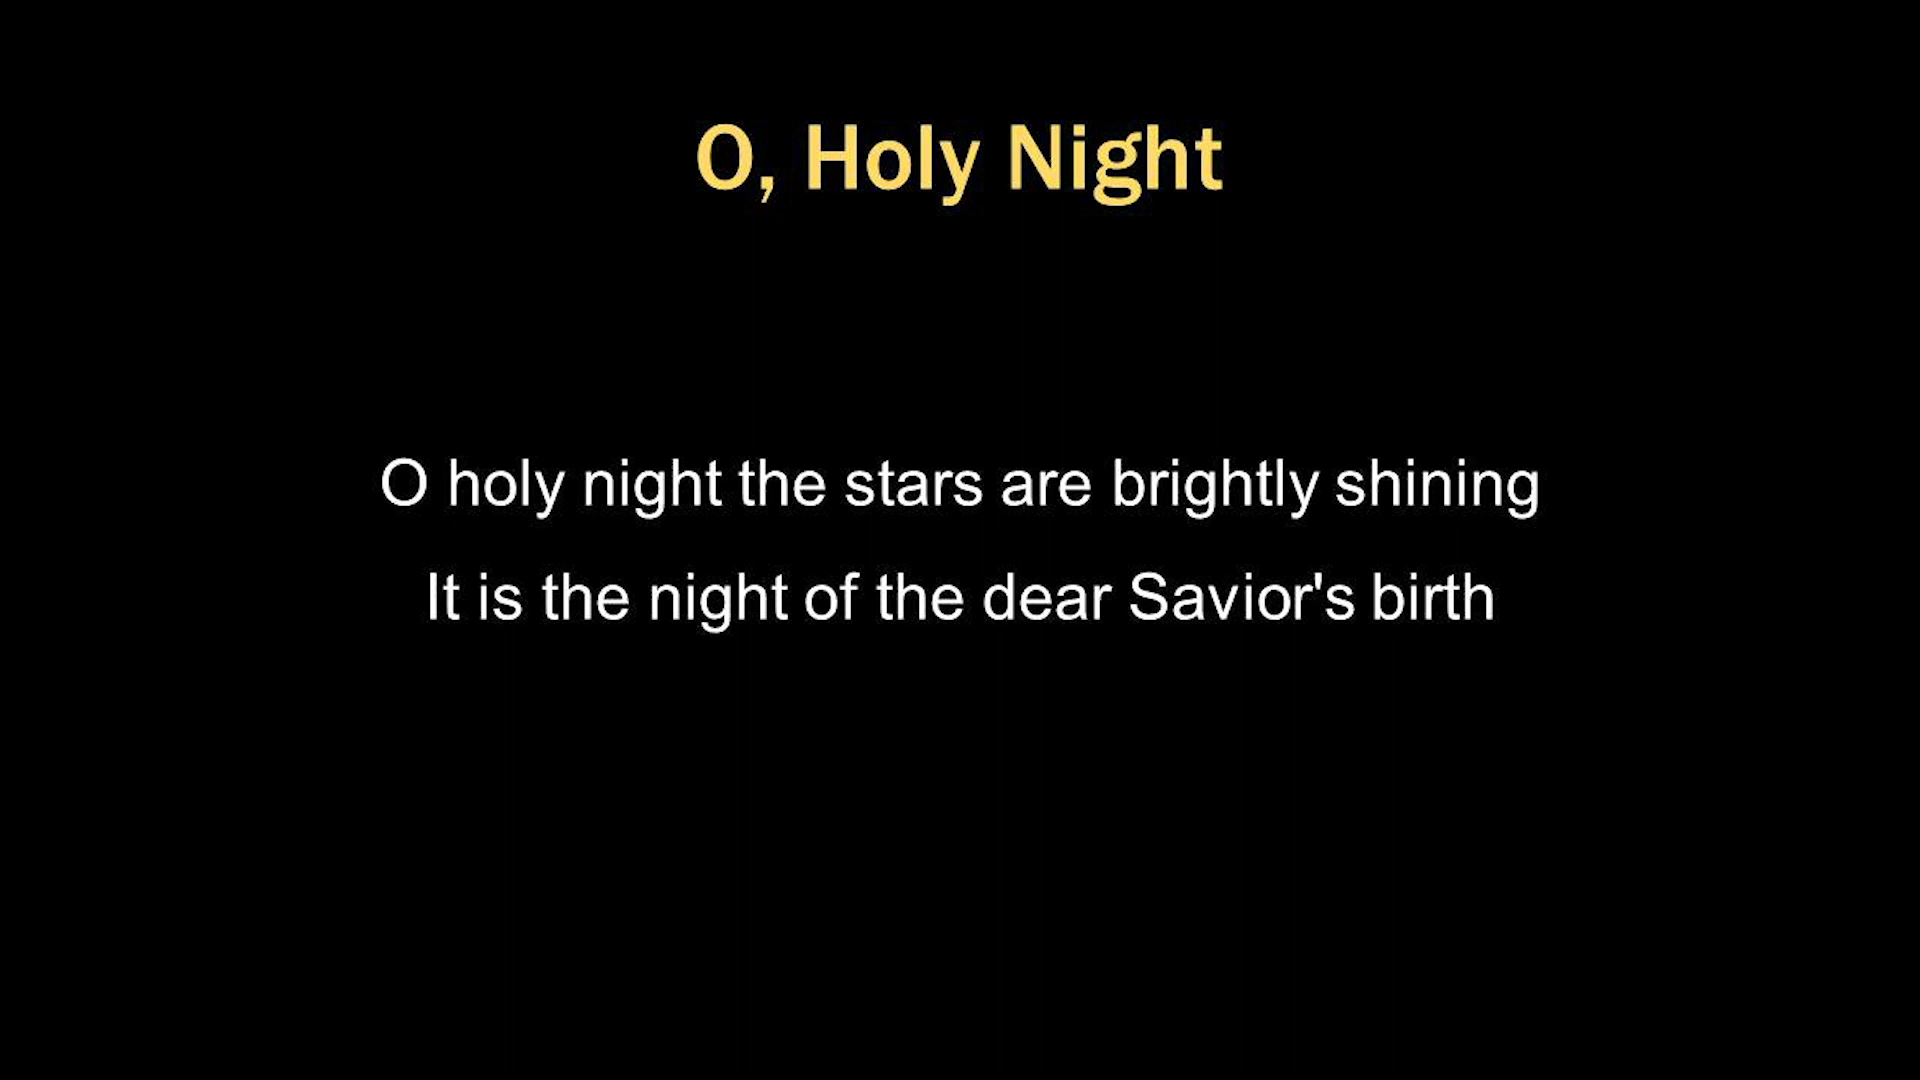 O, Holy Night
O holy night the stars are brightly shining
It is the night of the dear Savior's birth